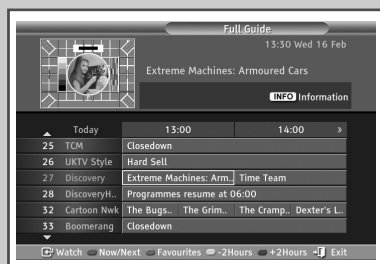 Full Guide
13:30 Wed 16 Feb
Extreme Machines: Armoured Cars
INFO Information
Today 13:00 14:00 »
25 TCM Closedown
26 UKTV Style Hard Sell
27 Discovery Extreme Machines: Arm.. Time Team
28 DiscoveryH.. Programmes resume at 06:00
32 Cartoon Nwk The Bugs.. The Grim.. The Cramp.. Dexter's L..
33 Boomerang Closedown
Watch Now/Next Favourites -2Hours +2Hours Exit